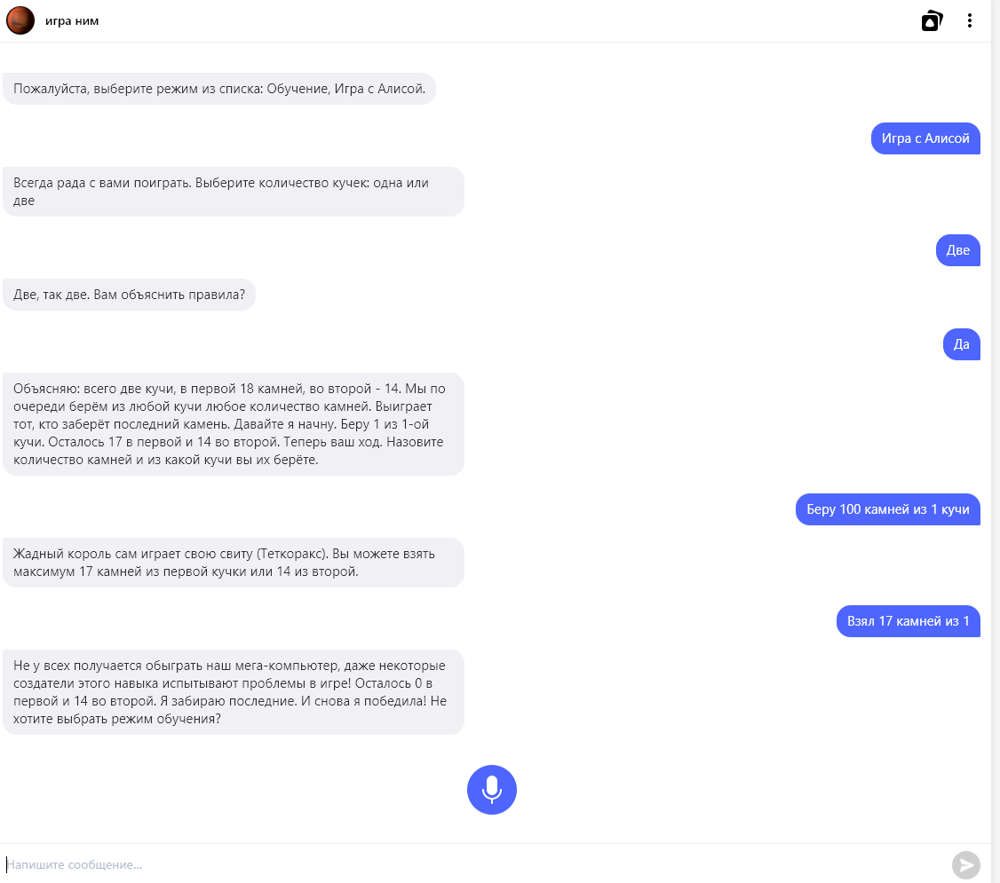 игра ним
Пожалуйста, выберите режим из списка: Обучение, Игра с Алисой.
Игра с Алисой
Всегда рада с вами поиграть. Выберите количество кучек: одна или
две
Две
Две, так две. Вам объяснить правила?
Да
Объясняю: всего две кучи, в первой 18 камней, во второй - 14. Мы по
очереди берём из любой кучи любое количество камней. Выиграет
тот, кто заберёт последний камень. Давайте я начну. Беру 1 из 1-ой
кучи. Осталось 17 в первой и 14 во второй. Теперь ваш ход. Назовите
количество камней и из какой кучи вы их берёте.
Беру 100 камней из 1 кучи
Жадный король сам играет свою свиту (Теткоракс). Вы можете взять
максимум 17 камней из первой кучки или 14 из второй.
Взял 17 камней из 1
Не у всех получается обыграть наш мега-компьютер, даже некоторые
создатели этого навыка испытывают проблемы в игре! Осталось 0 в
первой и 14 во второй. Я забираю последние. И снова я победила! Не
хотите выбрать режим обучения?
Напишите сообщение...